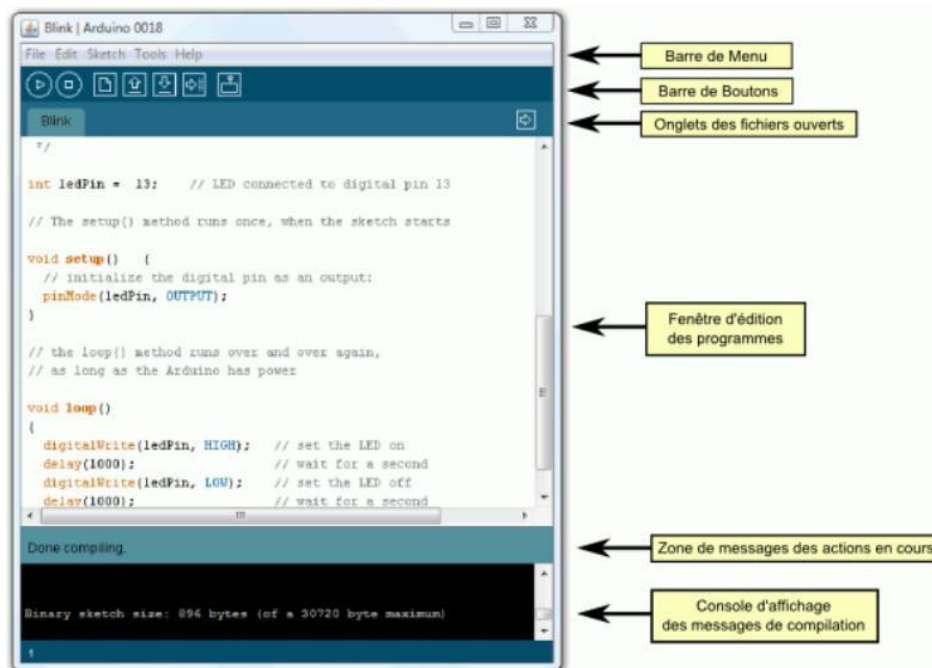 Blink | Arduino 0018
File Edit Sketch Tools Help
Barre de Menu
Barre de Boutons
Blink
Onglets des fichiers ouverts
*/
int ledPin =  13;    // LED connected to digital pin 13
// The setup() method runs once, when the sketch starts
void setup()   {
// initialize the digital pin as an output:
pinMode(ledPin, OUTPUT);
}
Fenêtre d'édition
des programmes
// the loop() method runs over and over again,
// as long as the Arduino has power
void loop()
{
digitalWrite(ledPin, HIGH);   // set the LED on
delay(1000);                  // wait for a second
digitalWrite(ledPin, LOW);    // set the LED off
delay(1000);                  // wait for a second
Done compiling.
Zone de messages des actions en cours
Binary sketch size: 896 bytes (of a 30720 byte maximum)
Console d'affichage
des messages de compilation
1